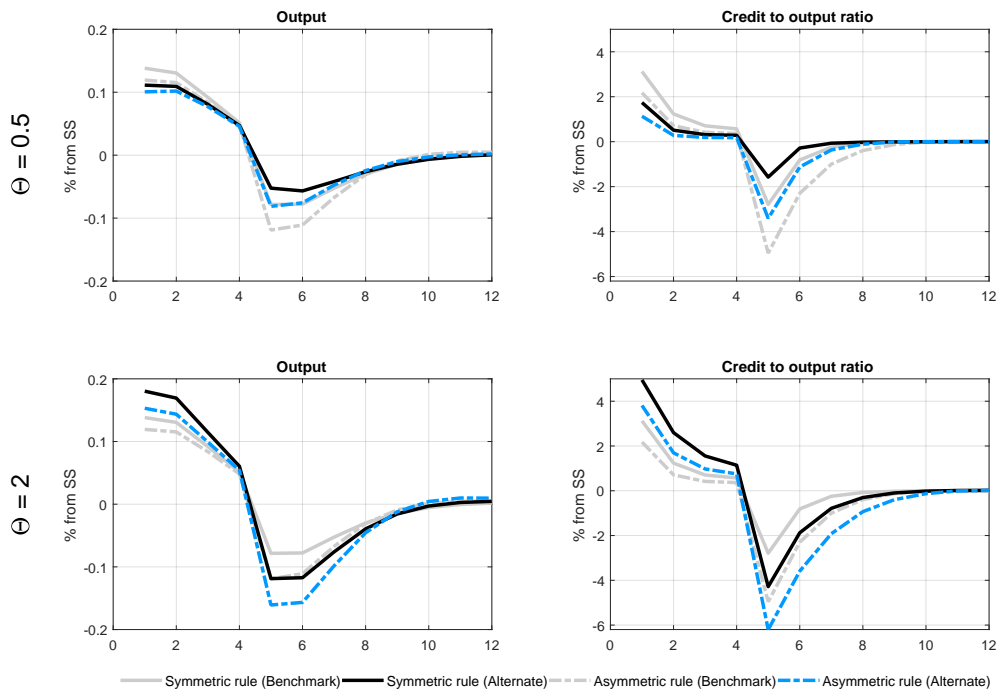 Output
Credit to output ratio
Θ = 0.5
% from SS
0.2
0.1
0
-0.1
-0.2
0 2 4 6 8 10 12
% from SS
4
2
0
-2
-4
-6
0 2 4 6 8 10 12
Output
Credit to output ratio
Θ = 2
% from SS
0.2
0.1
0
-0.1
-0.2
0 2 4 6 8 10 12
% from SS
4
2
0
-2
-4
-6
0 2 4 6 8 10 12
Symmetric rule (Benchmark) Symmetric rule (Alternate) Asymmetric rule (Benchmark) Asymmetric rule (Alternate)